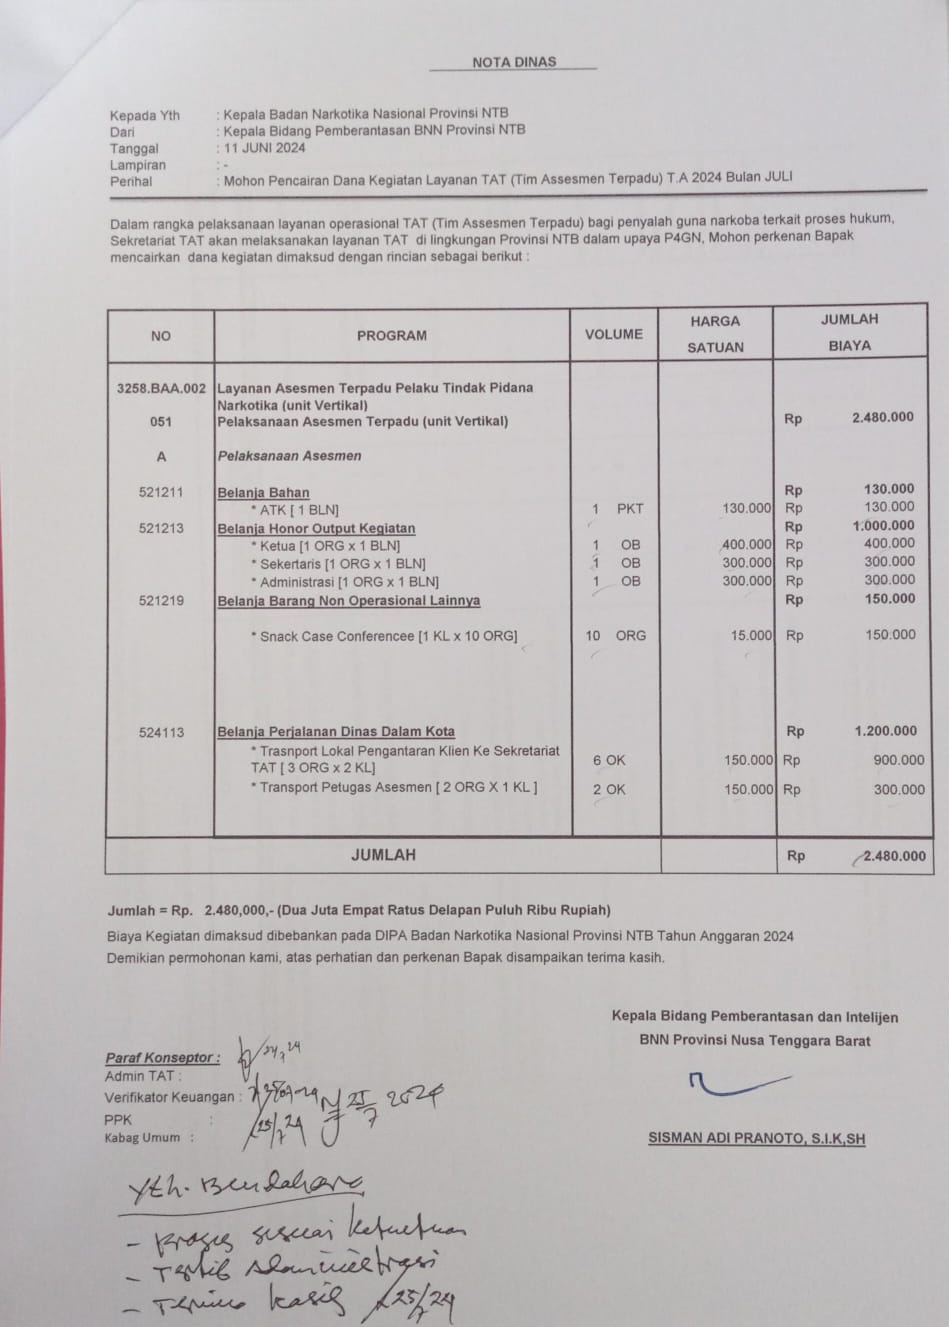 NOTA DINAS
Kepada Yth : Kepala Badan Narkotika Nasional Provinsi NTB
Dari : Kepala Bidang Pemberantasan BNN Provinsi NTB
Tanggal : 11 JUNI 2024
Lampiran : -
Perihal : Mohon Pencairan Dana Kegiatan Layanan TAT (Tim Assesmen Terpadu) T.A 2024 Bulan JULI
Dalam rangka pelaksanaan layanan operasional TAT (Tim Assesmen Terpadu) bagi penyalah guna narkoba terkait proses hukum,
Sekretariat TAT akan melaksanakan layanan TAT di lingkungan Provinsi NTB dalam upaya P4GN, Mohon perkenan Bapak
mencairkan dana kegiatan dimaksud dengan rincian sebagai berikut :
NO PROGRAM VOLUME HARGA SATUAN JUMLAH BIAYA
3258.BAA.002 Layanan Asesmen Terpadu Pelaku Tindak Pidana
Narkotika (unit Vertikal)
051 Pelaksanaan Asesmen Terpadu (unit Vertikal) Rp 2.480.000
A Pelaksanaan Asesmen
521211 Belanja Bahan Rp 130.000
* ATK [ 1 BLN] 1 PKT 130.000 Rp 130.000
521213 Belanja Honor Output Kegiatan Rp 1.000.000
* Ketua [1 ORG x 1 BLN] 1 OB 400.000 Rp 400.000
* Sekertaris [1 ORG x 1 BLN] 1 OB 300.000 Rp 300.000
* Administrasi [1 ORG x 1 BLN] 1 OB 300.000 Rp 300.000
521219 Belanja Barang Non Operasional Lainnya Rp 150.000
* Snack Case Conferencee [1 KL x 10 ORG] 10 ORG 15.000 Rp 150.000
524113 Belanja Perjalanan Dinas Dalam Kota Rp 1.200.000
* Trasnport Lokal Pengantaran Klien Ke Sekretariat
TAT [ 3 ORG x 2 KL] 6 OK 150.000 Rp 900.000
* Transport Petugas Asesmen [ 2 ORG X 1 KL ] 2 OK 150.000 Rp 300.000
JUMLAH Rp 2.480.000
Jumlah = Rp. 2.480,000,- (Dua Juta Empat Ratus Delapan Puluh Ribu Rupiah)
Biaya Kegiatan dimaksud dibebankan pada DIPA Badan Narkotika Nasional Provinsi NTB Tahun Anggaran 2024
Demikian permohonan kami, atas perhatian dan perkenan Bapak disampaikan terima kasih.
Kepala Bidang Pemberantasan dan Intelijen
BNN Provinsi Nusa Tenggara Barat
SISMAN ADI PRANOTO, S.I.K,SH
Paraf Konseptor :
Admin TAT :
Verifikator Keuangan : 25/7 2024
PPK : 25/7 24
Kabag Umum :
Yth. Bendahara
- Proses sesuai ketentuan
- Tertib Administrasi
- Terima kasih 25/7 24